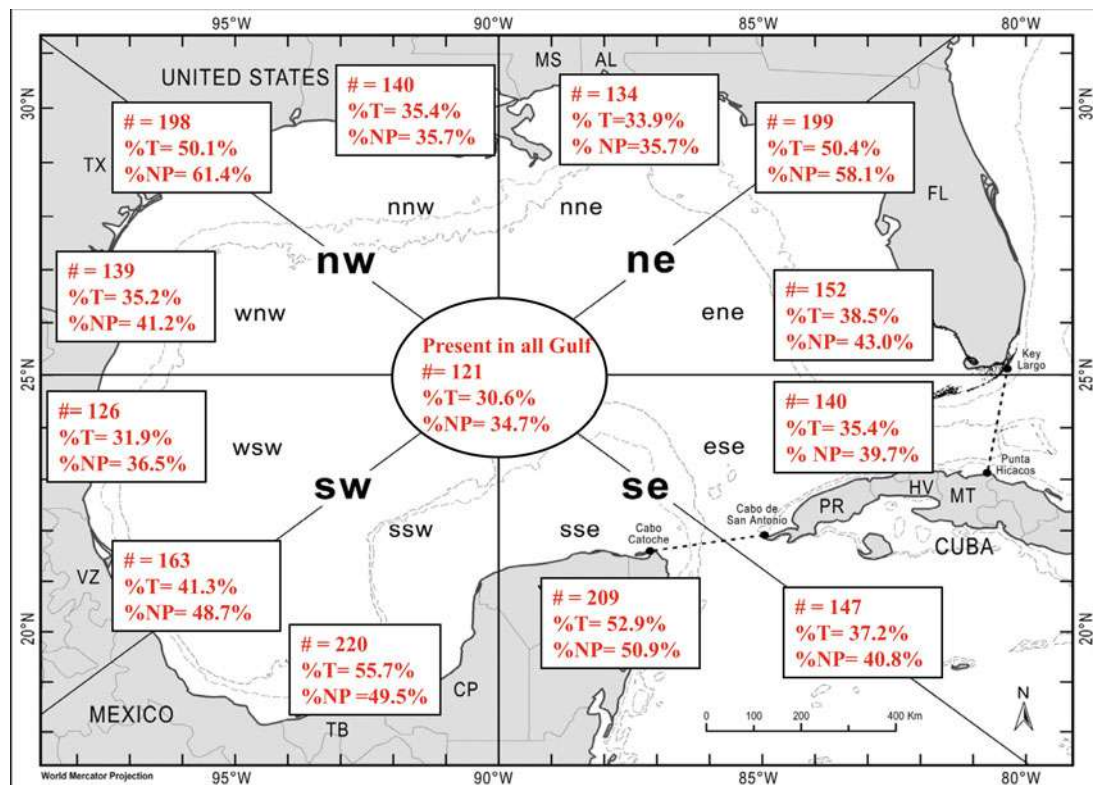 95°W
90°W
85°W
80°W
UNITED STATES
MS
AL
30°N
30°N
# = 140
%T= 35.4%
%NP= 35.7%
# = 134
% T=33.9%
% NP=35.7%
# = 198
%T= 50.1%
%NP= 61.4%
# = 199
%T= 50.4%
%NP= 58.1%
TX
FL
nnw
nne
nw
ne
# = 139
%T= 35.2%
%NP= 41.2%
wnw
ene
#= 152
%T= 38.5%
%NP= 43.0%
Key
Largo
Present in all Gulf
#= 121
%T= 30.6%
%NP= 34.7%
25°N
25°N
#= 126
%T= 31.9%
%NP= 36.5%
wsw
ese
#= 140
%T= 35.4%
% NP= 39.7%
Punta
Hicacos
sw
se
PR
HV
MT
ssw
sse
Cabo
Catoche
Cabo de
San Antonio
CUBA
VZ
# = 163
%T= 41.3%
%NP= 48.7%
# = 209
%T= 52.9%
%NP= 50.9%
# = 147
%T= 37.2%
%NP= 40.8%
20°N
20°N
# = 220
%T= 55.7%
%NP =49.5%
CP
TB
MEXICO
N
0 120 240 400 Km
World Mercator Projection
95°W
90°W
85°W
80°W